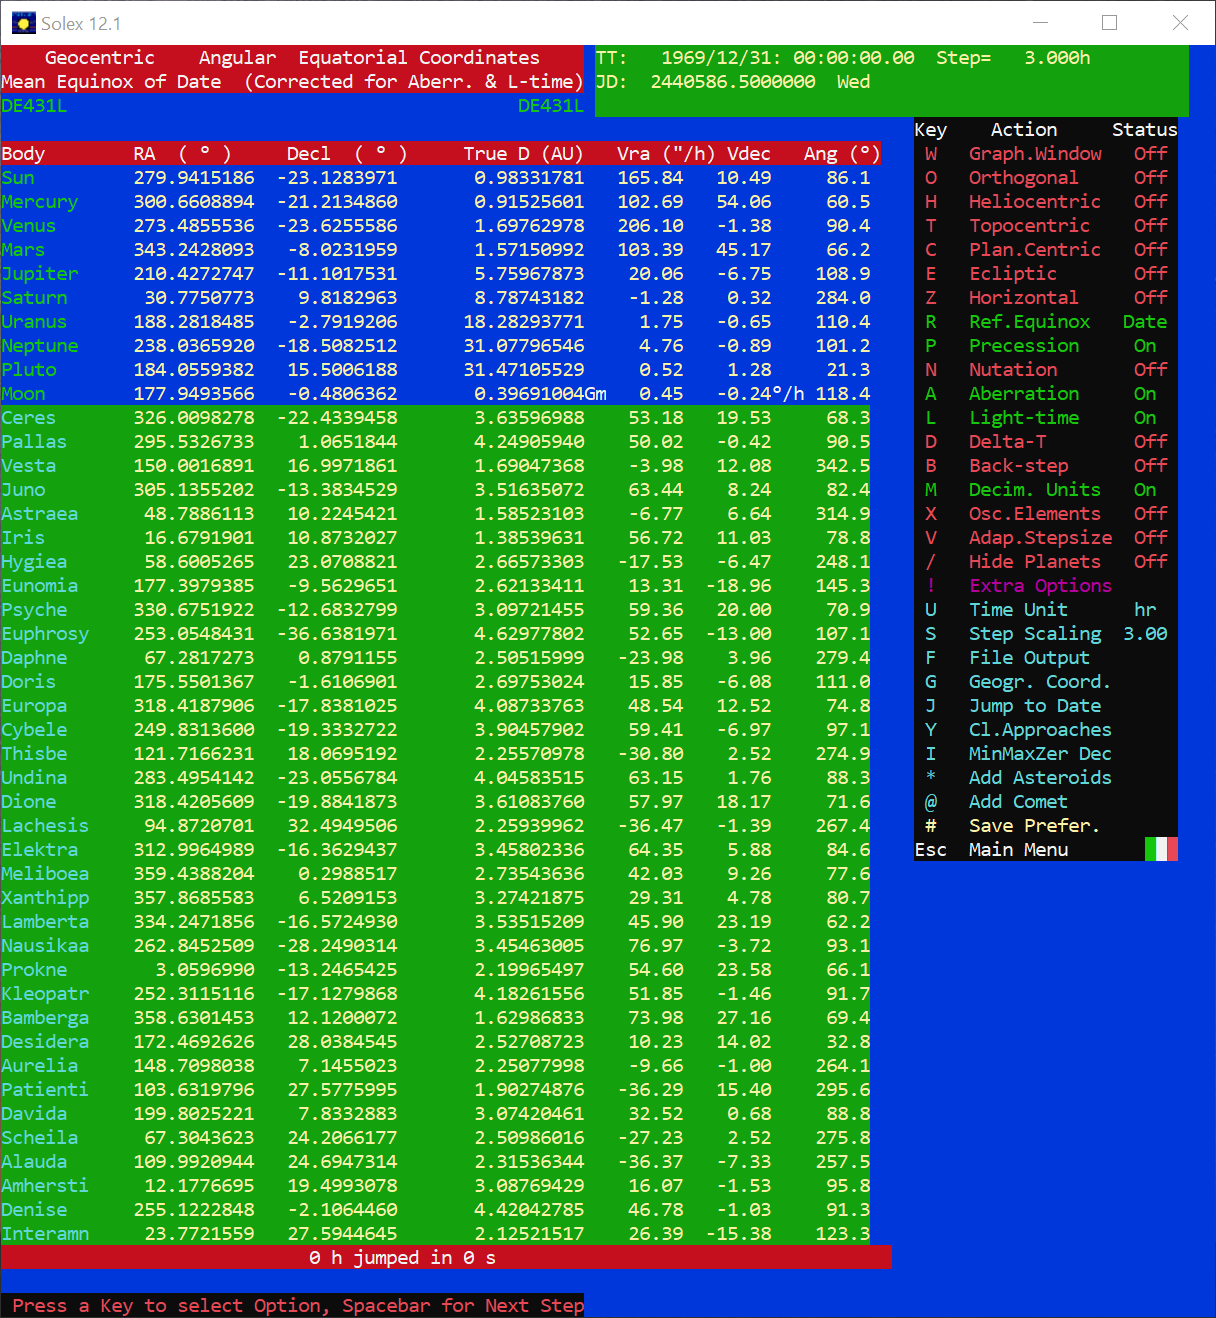 Solex 12.1
Geocentric Angular Equatorial Coordinates
Mean Equinox of Date (Corrected for Aberr. & L-time)
DE431L DE431L
TT: 1969/12/31: 00:00:00.00 Step= 3.000h
JD: 2440586.5000000 Wed
Body RA ( º ) Decl ( º ) True D (AU) Vra ("/h) Vdec Ang (º)
Sun 279.9415186 -23.1283971 0.98331781 165.84 10.49 86.1
Mercury 300.6608894 -21.2134860 0.91525601 102.69 54.06 60.5
Venus 273.4855536 -23.6255586 1.69762978 206.10 -1.38 90.4
Mars 343.2428093 -8.0231959 1.57150992 103.39 45.17 66.2
Jupiter 210.4272747 -11.1017531 5.75967873 20.06 -6.75 108.9
Saturn 30.7750773 9.8182963 8.78743182 -1.28 0.32 284.0
Uranus 188.2818485 -2.7919206 18.28293771 1.75 -0.65 110.4
Neptune 238.0365920 -18.5082512 31.07796546 4.76 -0.89 101.2
Pluto 184.0559382 15.5006188 31.47105529 0.52 1.28 21.3
Moon 177.9493566 -0.4806362 0.39691004Gm 0.45 -0.24º/h 118.4
Ceres 326.0098278 -22.4339458 3.63596988 53.18 19.53 68.3
Pallas 295.5326733 1.0651844 4.24905940 50.02 -0.42 90.5
Vesta 150.0016891 16.9971861 1.69047368 -3.98 12.08 342.5
Juno 305.1355202 -13.3834529 3.51635072 63.44 8.24 82.4
Astraea 48.7886113 10.2245421 1.58523103 -6.77 6.64 314.9
Iris 16.6791901 10.8732027 1.38539631 56.72 11.03 78.8
Hygiea 58.6005265 23.0708821 2.66573303 -17.53 -6.47 248.1
Eunomia 177.3979385 -9.5629651 2.62133411 13.31 -18.96 145.3
Psyche 330.6751922 -12.6832799 3.09721455 59.36 20.00 70.9
Euphrosy 253.0548431 -36.6381971 4.62977802 52.65 -13.00 107.1
Daphne 67.2817273 0.8791155 2.50515999 -23.98 3.96 279.4
Doris 175.5501367 -1.6106901 2.69753024 15.85 -6.08 111.0
Europa 318.4187906 -17.8381025 4.08733763 48.54 12.52 74.8
Cybele 249.8313600 -19.3332722 3.90457902 59.41 -6.97 97.1
Thisbe 121.7166231 18.0695192 2.25570978 -30.80 2.52 274.9
Undina 283.4954142 -23.0556784 4.04583515 63.15 1.76 88.3
Dione 318.4205609 -19.8841873 3.61083760 57.97 18.17 71.6
Lachesis 94.8720701 32.4949506 2.25939962 -36.47 -1.39 267.4
Elektra 312.9964989 -16.3629437 3.45802336 64.35 5.88 84.6
Meliboea 359.4388204 0.2988517 2.73543636 42.03 9.26 77.6
Xanthipp 357.8685583 6.5209153 3.27421875 29.31 4.78 80.7
Lamberta 334.2471856 -16.5724930 3.53515209 45.90 23.19 62.2
Nausikaa 262.8452509 -28.2490314 3.45463005 76.97 -3.72 93.1
Prokne 3.0596990 -13.2465425 2.19965497 54.60 23.58 66.1
Kleopatr 252.3115116 -17.1279868 4.18261556 51.85 -1.46 91.7
Bamberga 358.6301453 12.1200072 1.62986833 73.98 27.16 69.4
Desidera 172.4692626 28.0384545 2.52708723 10.23 14.02 32.8
Aurelia 148.7098038 7.1455023 2.25077998 -9.66 -1.00 264.1
Patienti 103.6319796 27.5775995 1.90274876 -36.29 15.40 295.6
Davida 199.8025221 7.8332883 3.07420461 32.52 0.68 88.8
Scheila 67.3043623 24.2066177 2.50986016 -27.23 2.52 275.8
Alauda 109.9920944 24.6947314 2.31536344 -36.37 -7.33 257.5
Amhersti 12.1776695 19.4993078 3.08769429 16.07 -1.53 95.8
Denise 255.1222848 -2.1064460 4.42042785 46.78 -1.03 91.3
Interamn 23.7721559 27.5944645 2.12521517 26.39 -15.38 123.3
0 h jumped in 0 s
Press a Key to select Option, Spacebar for Next Step
Key Action Status
W Graph.Window Off
O Orthogonal Off
H Heliocentric Off
T Topocentric Off
C Plan.Centric Off
E Ecliptic Off
Z Horizontal Off
R Ref.Equinox Date
P Precession On
N Nutation Off
A Aberration On
L Light-time On
D Delta-T Off
B Back-step Off
M Decim. Units On
X Osc.Elements Off
V Adap.Stepsize Off
/ Hide Planets Off
! Extra Options
U Time Unit hr
S Step Scaling 3.00
F File Output
G Geogr. Coord.
J Jump to Date
Y Cl.Approaches
I MinMaxZer Dec
* Add Asteroids
@ Add Comet
# Save Prefer.
Esc Main Menu